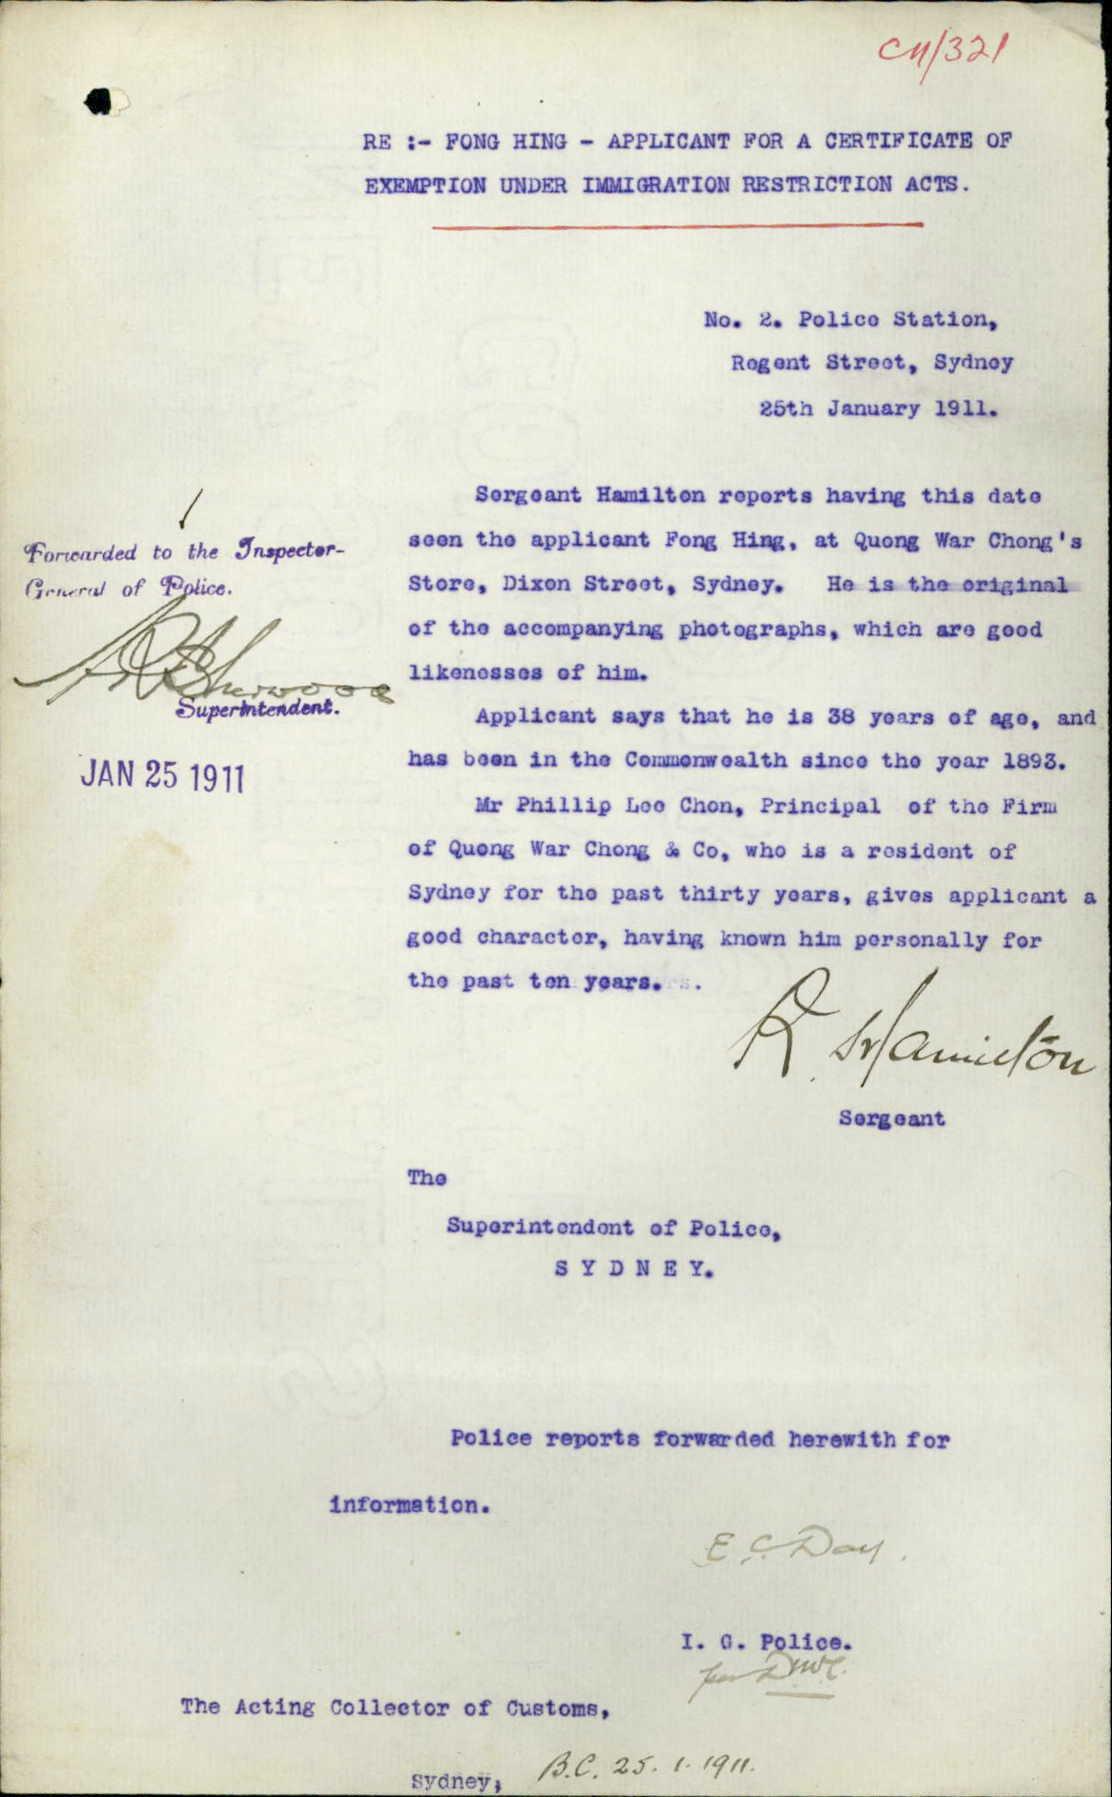 C11/321
RE :- FONG HING - APPLICANT FOR A CERTIFICATE OF
EXEMPTION UNDER IMMIGRATION RESTRICTION ACTS.
No. 2. Police Station,
Regent Street, Sydney
25th January 1911.
Sergeant Hamilton reports having this date
seen the applicant Fong Hing, at Quong War Chong's
Store, Dixon Street, Sydney. He is the original
of the accompanying photographs, which are good
likenesses of him.
Applicant says that he is 38 years of age, and
has been in the Commonwealth since the year 1893.
Mr Phillip Lee Chon, Principal of the Firm
of Quong War Chong & Co, who is a resident of
Sydney for the past thirty years, gives applicant a
good character, having known him personally for
the past ten years.
Forwarded to the Inspector-
General of Police.
Superintendent.
JAN 25 1911
R Hamilton
Sergeant
The
Superintendent of Police,
S Y D N E Y.
Police reports forwarded herewith for
information.
E C Day.
I. G. Police.
The Acting Collector of Customs,
Sydney, B.C. 25.1.1911.